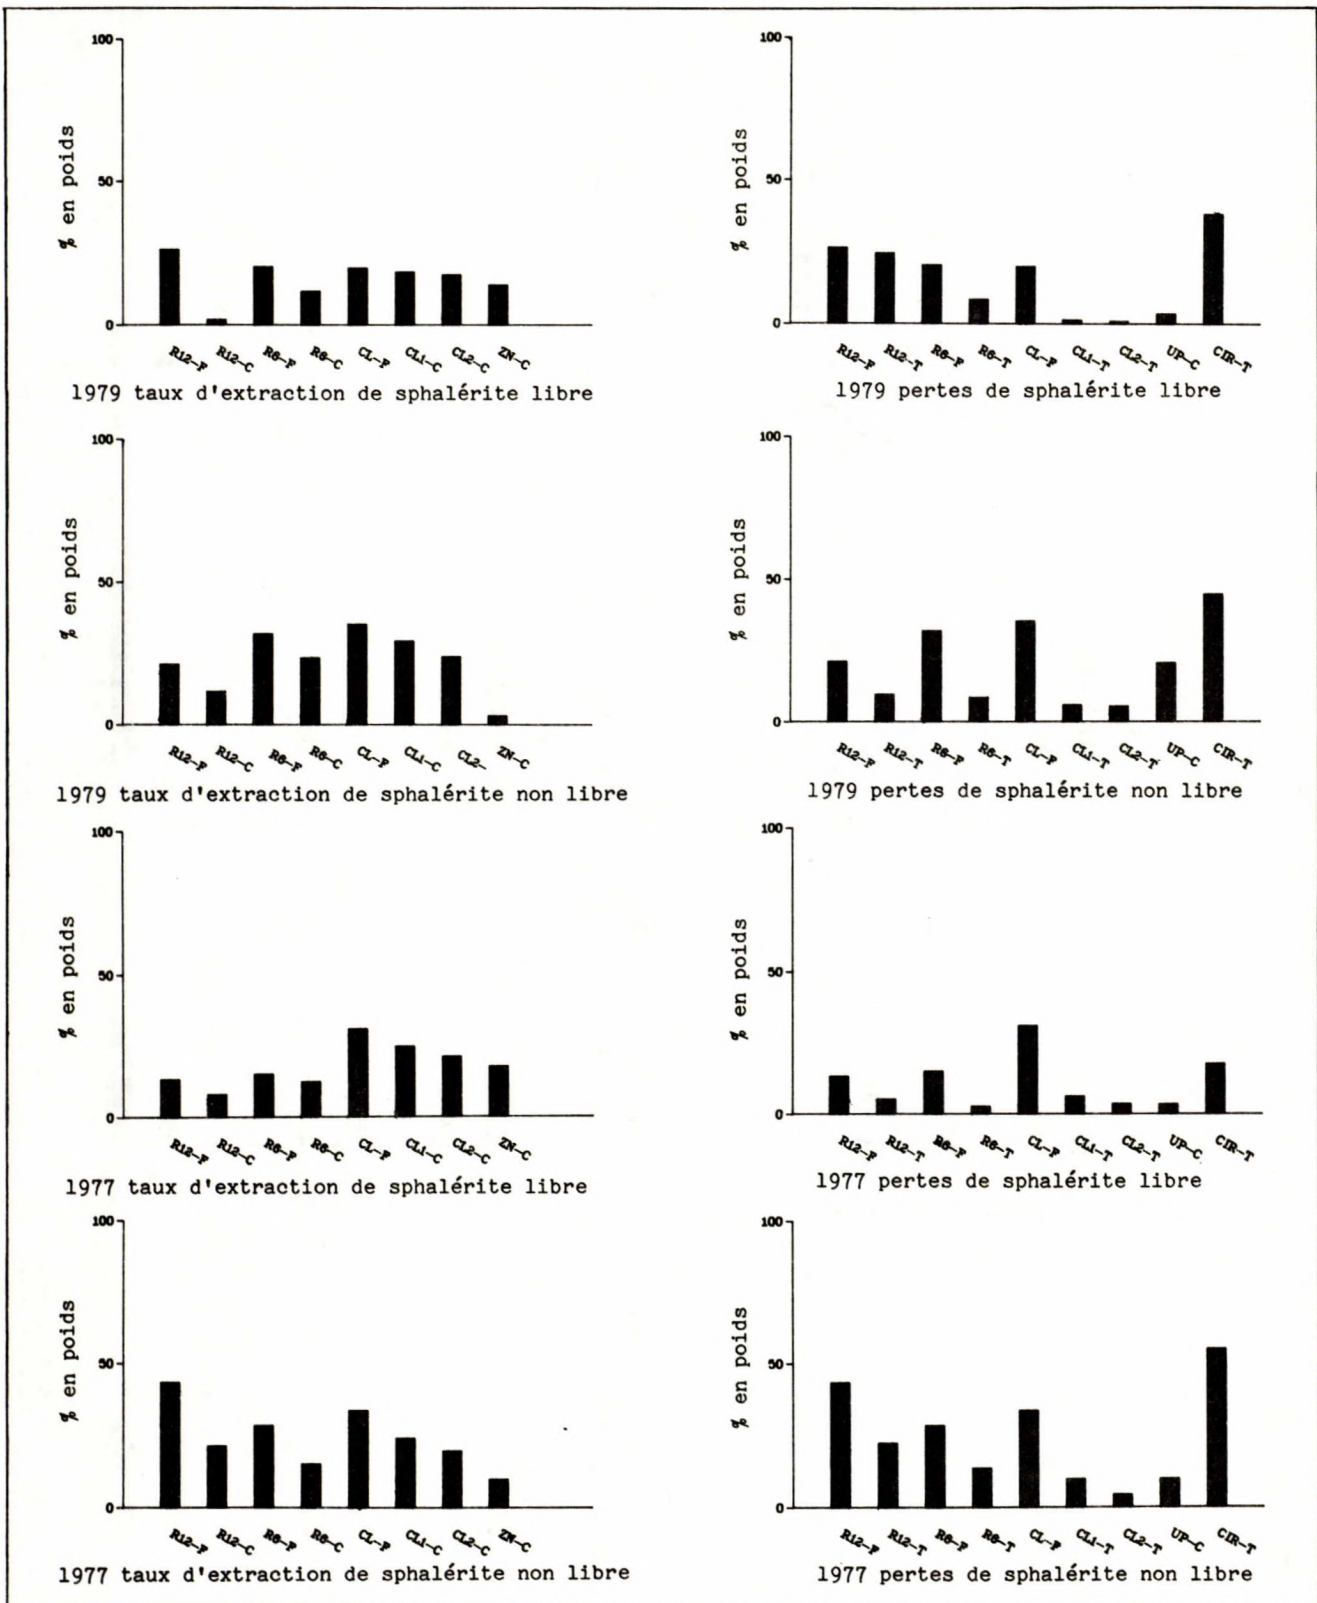 100
% en poids
50
0
R12-F R12-C R6-F R6-C CL-F CL1-C CL2-C ZN-C
1979 taux d'extraction de sphalérite libre
100
% en poids
50
0
R12-F R12-T R6-F R6-T CL-F CL1-T CL2-T UP-C CIR-T
1979 pertes de sphalérite libre
100
% en poids
50
0
R12-F R12-C R6-F R6-C CL-F CL1-C CL2- ZN-C
1979 taux d'extraction de sphalérite non libre
100
% en poids
50
0
R12-F R12-T R6-F R6-T CL-F CL1-T CL2-T UP-C CIR-T
1979 pertes de sphalérite non libre
100
% en poids
50
0
R12-F R12-C R6-F R6-C CL-F CL1-C CL2-C ZN-C
1977 taux d'extraction de sphalérite libre
100
% en poids
50
0
R12-F R12-T R6-F R6-T CL-F CL1-T CL2-T UP-C CIR-T
1977 pertes de sphalérite libre
100
% en poids
50
0
R12-F R12-C R6-F R6-C CL-F CL1-C CL2-C ZN-C
1977 taux d'extraction de sphalérite non libre
100
% en poids
50
0
R12-F R12-T R6-F R6-T CL-F CL1-T CL2-T UP-C CIR-T
1977 pertes de sphalérite non libre